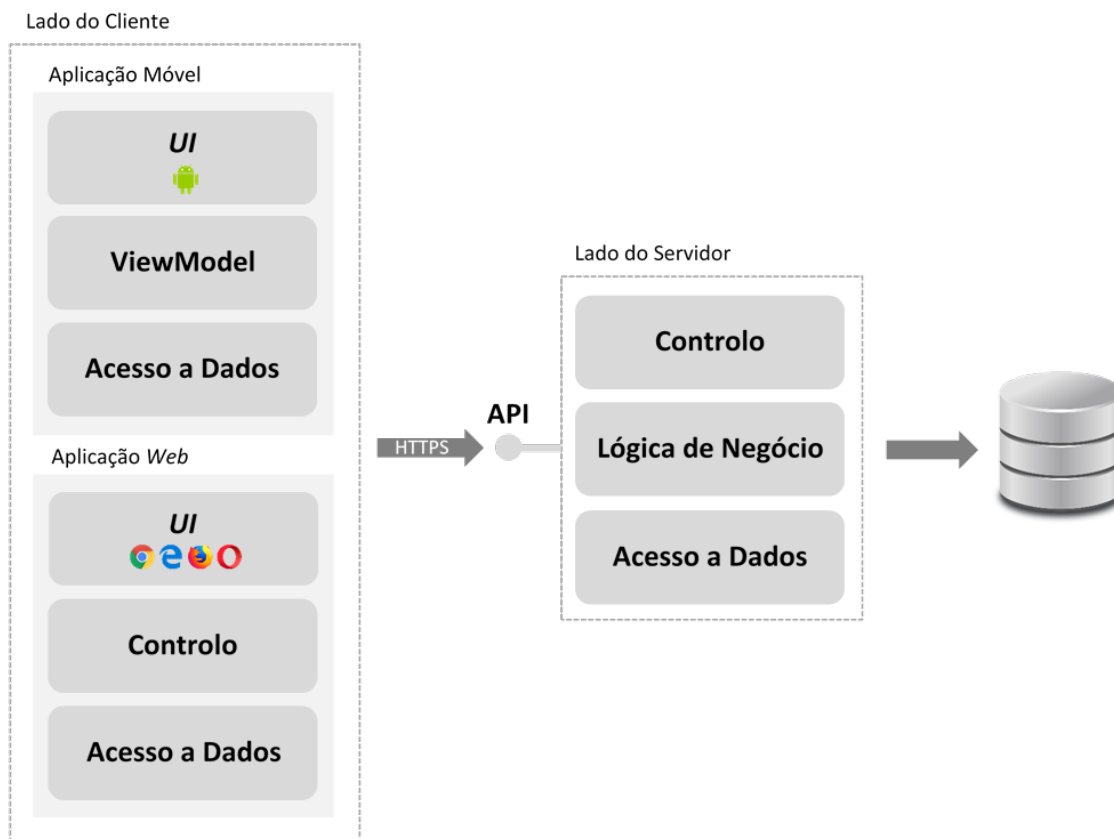 Lado do Cliente
Aplicação Móvel
UI
ViewModel
Acesso a Dados
Aplicação Web
UI
Controlo
Acesso a Dados
HTTPS
API
Lado do Servidor
Controlo
Lógica de Negócio
Acesso a Dados